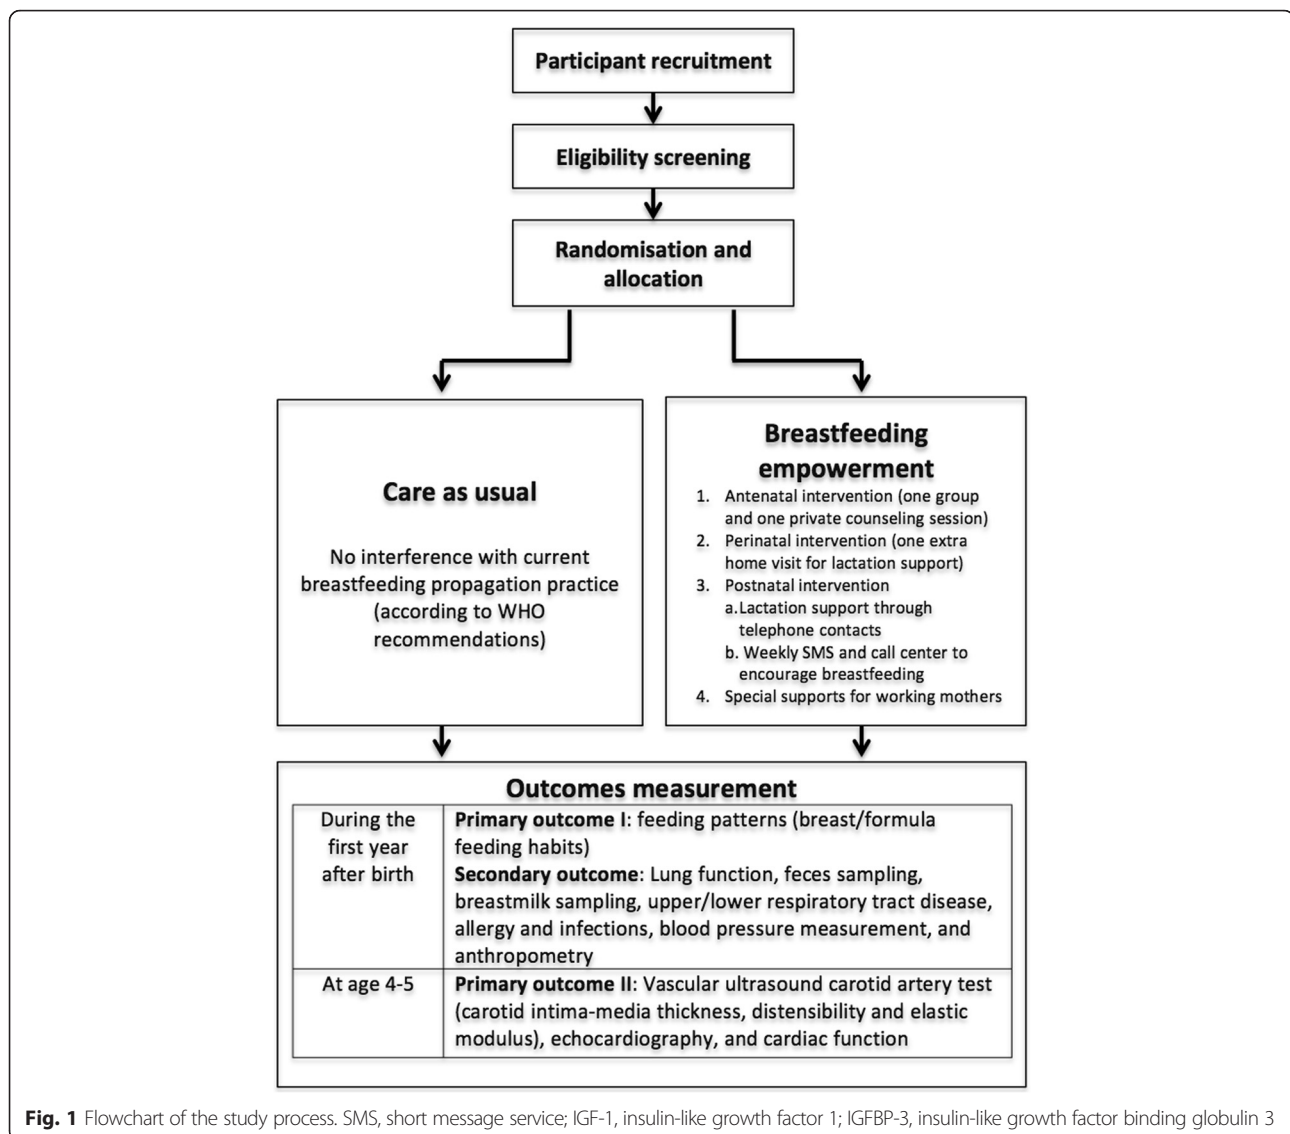 Participant recruitment
Eligibility screening
Randomisation and
allocation
Care as usual
No interference with current
breastfeeding propagation practice
(according to WHO
recommendations)
Breastfeeding
empowerment
1. Antenatal intervention (one group
and one private counseling session)
2. Perinatal intervention (one extra
home visit for lactation support)
3. Postnatal intervention
a. Lactation support through
telephone contacts
b. Weekly SMS and call center to
encourage breastfeeding
4. Special supports for working mothers
Outcomes measurement
During the
first year
after birth
Primary outcome I: feeding patterns (breast/formula
feeding habits)
Secondary outcome: Lung function, feces sampling,
breastmilk sampling, upper/lower respiratory tract disease,
allergy and infections, blood pressure measurement, and
anthropometry
At age 4-5
Primary outcome II: Vascular ultrasound carotid artery test
(carotid intima-media thickness, distensibility and elastic
modulus), echocardiography, and cardiac function
Fig. 1 Flowchart of the study process. SMS, short message service; IGF-1, insulin-like growth factor 1; IGFBP-3, insulin-like growth factor binding globulin 3